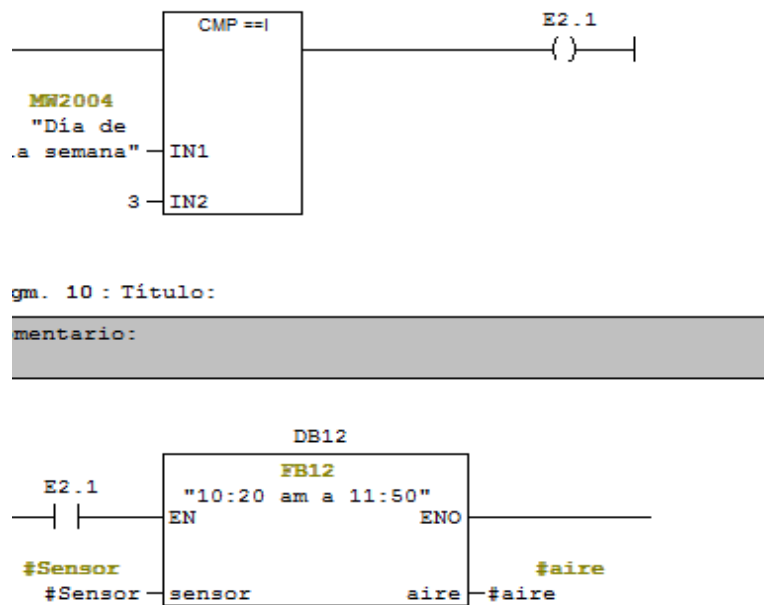 CMP ==I
E2.1
( )
MW2004
"Día de
a semana"
IN1
3
IN2
gm. 10 : Título:
mentario:
DB12
FB12
"10:20 am a 11:50"
E2.1
EN
ENO
#Sensor
#aire
#Sensor
sensor
aire
#aire